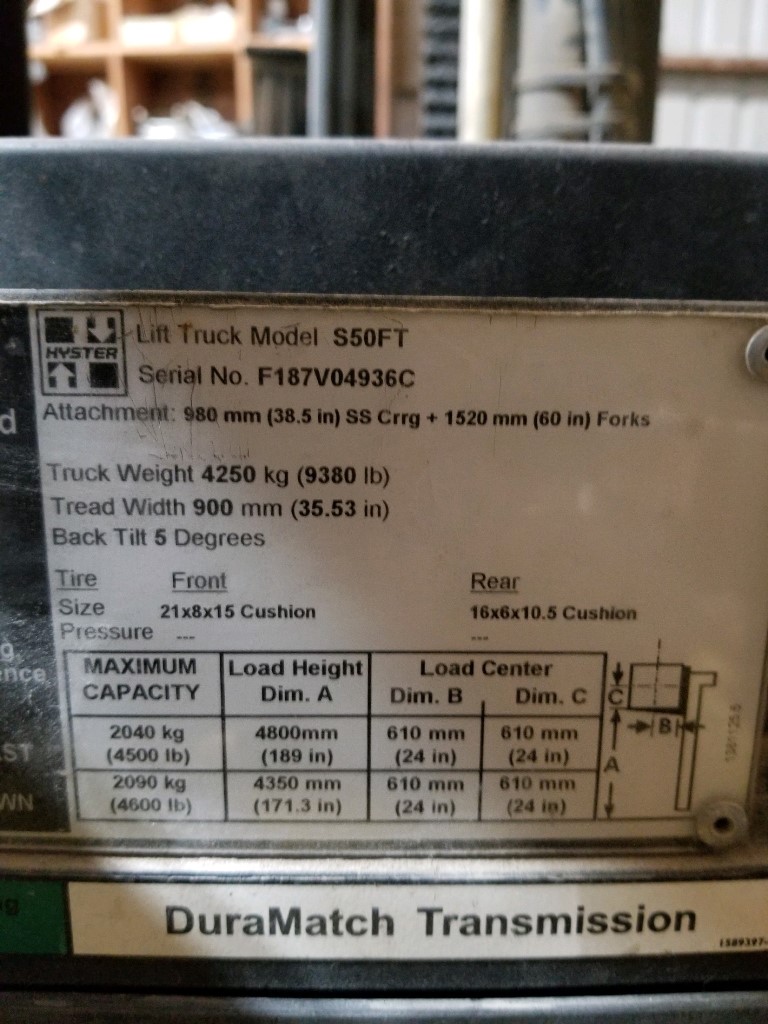 HYSTER
Lift Truck Model S50FT
Serial No. F187V04936C
Attachment: 980 mm (38.5 in) SS Crrg + 1520 mm (60 in) Forks
Truck Weight 4250 kg (9380 lb)
Tread Width 900 mm (35.53 in)
Back Tilt 5 Degrees
Tire Front Rear
Size 21x8x15 Cushion 16x6x10.5 Cushion
Pressure --- ---
MAXIMUM CAPACITY Load Height Dim. A Load Center Dim. B Dim. C
2040 kg (4500 lb) 4800mm (189 in) 610 mm (24 in) 610 mm (24 in)
2090 kg (4600 lb) 4350 mm (171.3 in) 610 mm (24 in) 610 mm (24 in)
C
B
A
d
g
ence
ST
WN
g
DuraMatch Transmission